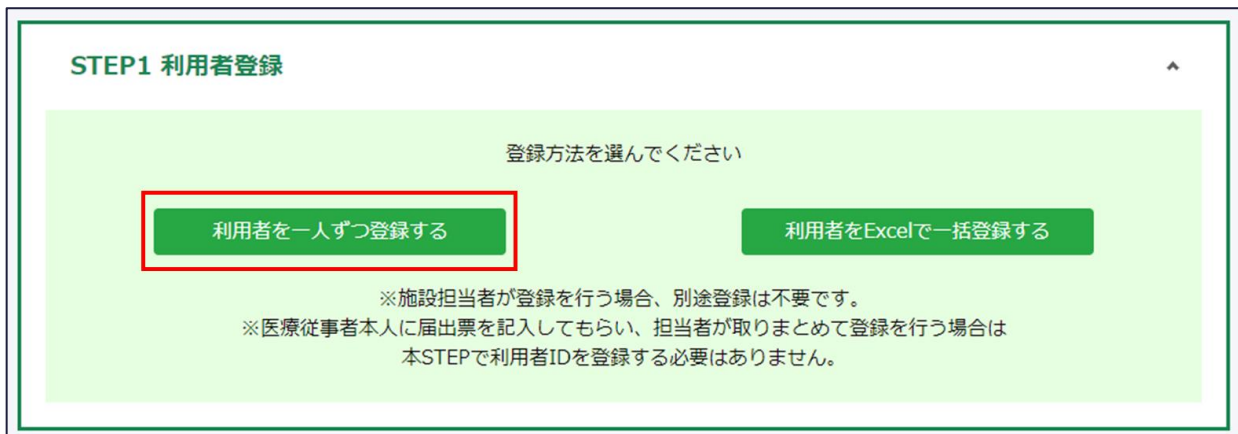 STEP1 利用者登録
登録方法を選んでください
利用者を一人ずつ登録する
利用者をExcelで一括登録する
※施設担当者が登録を行う場合、別途登録は不要です。
※医療従事者本人に届出票を記入してもらい、担当者が取りまとめて登録を行う場合は
本STEPで利用者IDを登録する必要はありません。